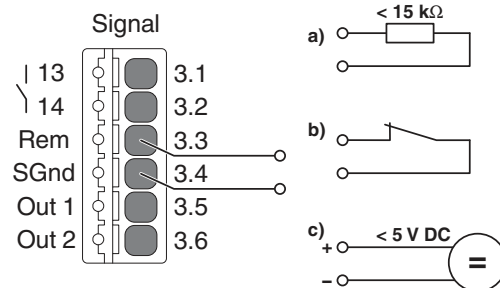 Signal
13 3.1
14 3.2
Rem 3.3
SGnd 3.4
Out 1 3.5
Out 2 3.6
a) < 15 kΩ
b)
c) + < 5 V DC
– =